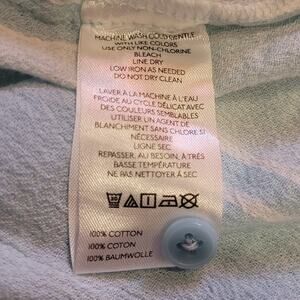 MACHINE WASH COLD GENTLE
WITH LIKE COLORS
USE ONLY NON-CHLORINE
BLEACH
LINE DRY
LOW IRON AS NEEDED
DO NOT DRY CLEAN
LAVER À LA MACHINE À L'EAU
FROIDE AU CYCLE DÉLICAT AVEC
DES COULEURS SEMBLABLES
UTILISER UN AGENT DE
BLANCHIMENT SANS CHLORE SI
NÉCESSAIRE
LIGNE SEC
REPASSER, AU BESOIN, À TRÈS
BASSE TEMPÉRATURE
NE PAS NETTOYER À SEC
100% COTTON
100% COTON
100% BAUMWOLLE